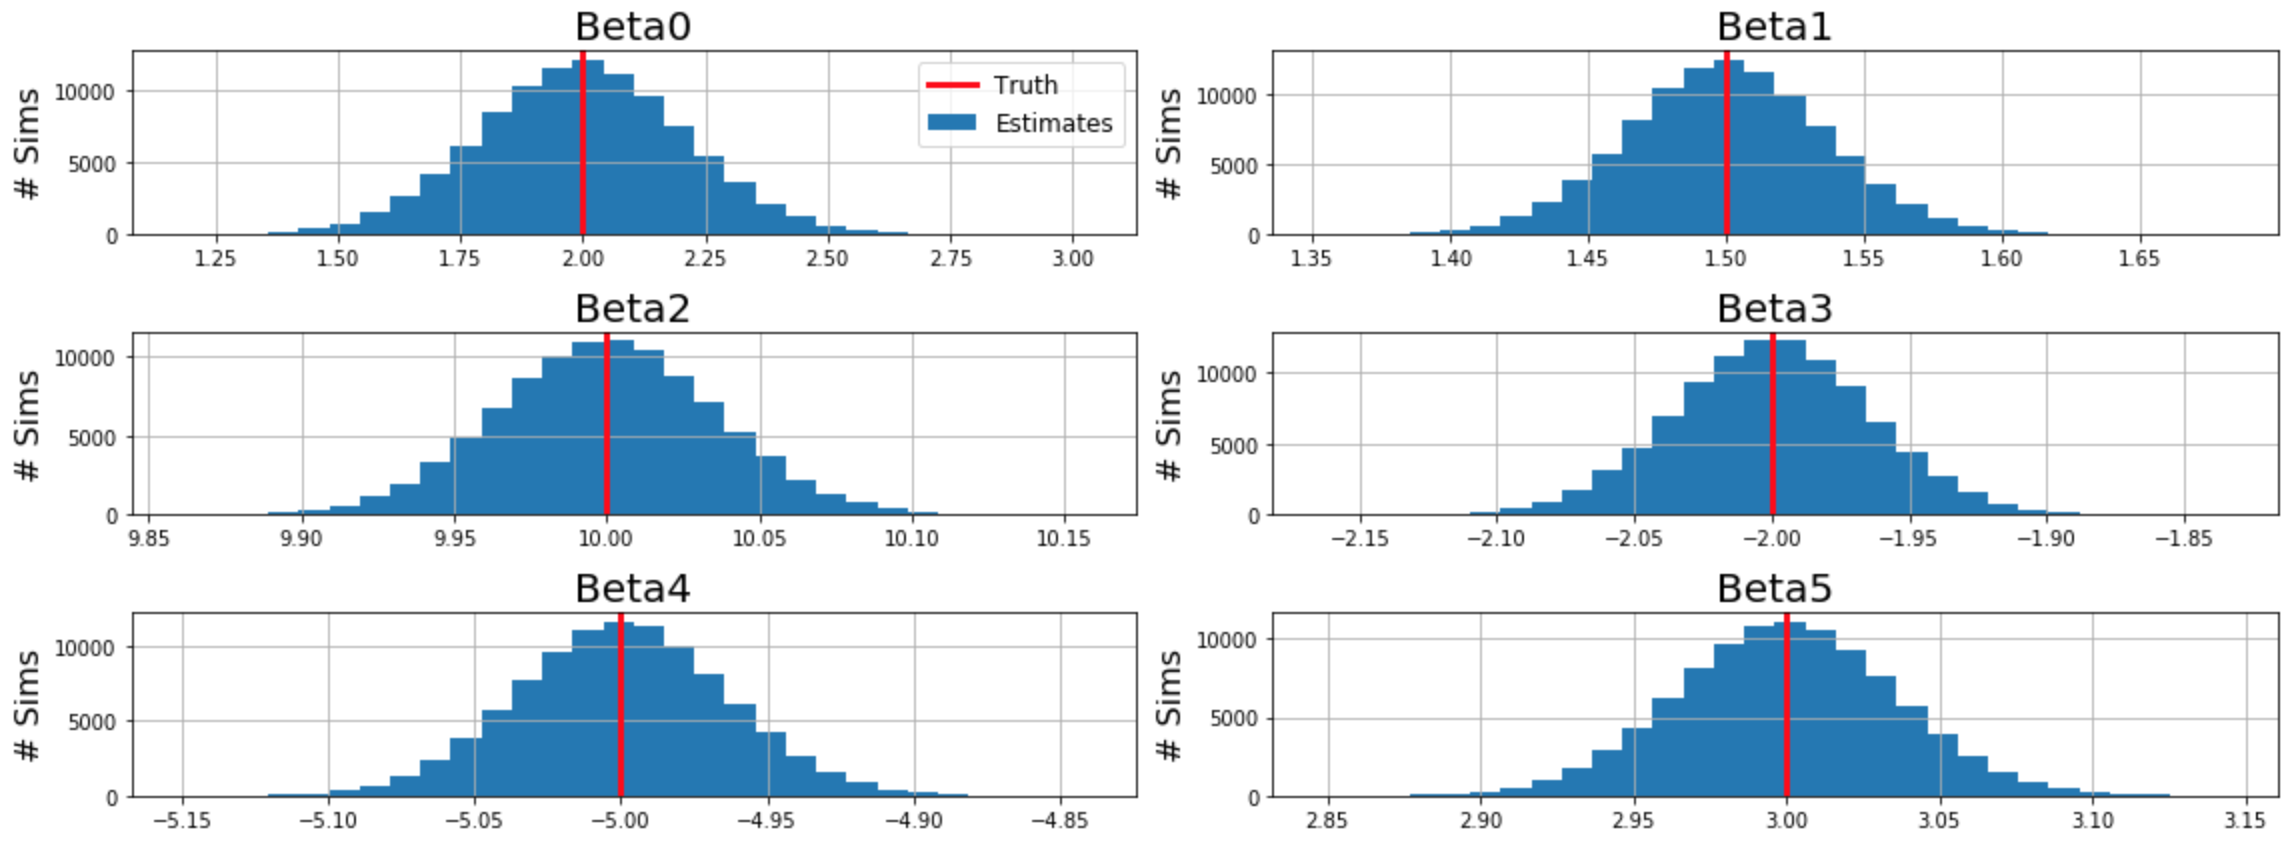 Beta0
# Sims
10000
5000
0
Truth
Estimates
1.25 1.50 1.75 2.00 2.25 2.50 2.75 3.00
Beta1
# Sims
10000
5000
0
1.35 1.40 1.45 1.50 1.55 1.60 1.65
Beta2
# Sims
10000
5000
0
9.85 9.90 9.95 10.00 10.05 10.10 10.15
Beta3
# Sims
10000
5000
0
−2.15 −2.10 −2.05 −2.00 −1.95 −1.90 −1.85
Beta4
# Sims
10000
5000
0
−5.15 −5.10 −5.05 −5.00 −4.95 −4.90 −4.85
Beta5
# Sims
10000
5000
0
2.85 2.90 2.95 3.00 3.05 3.10 3.15